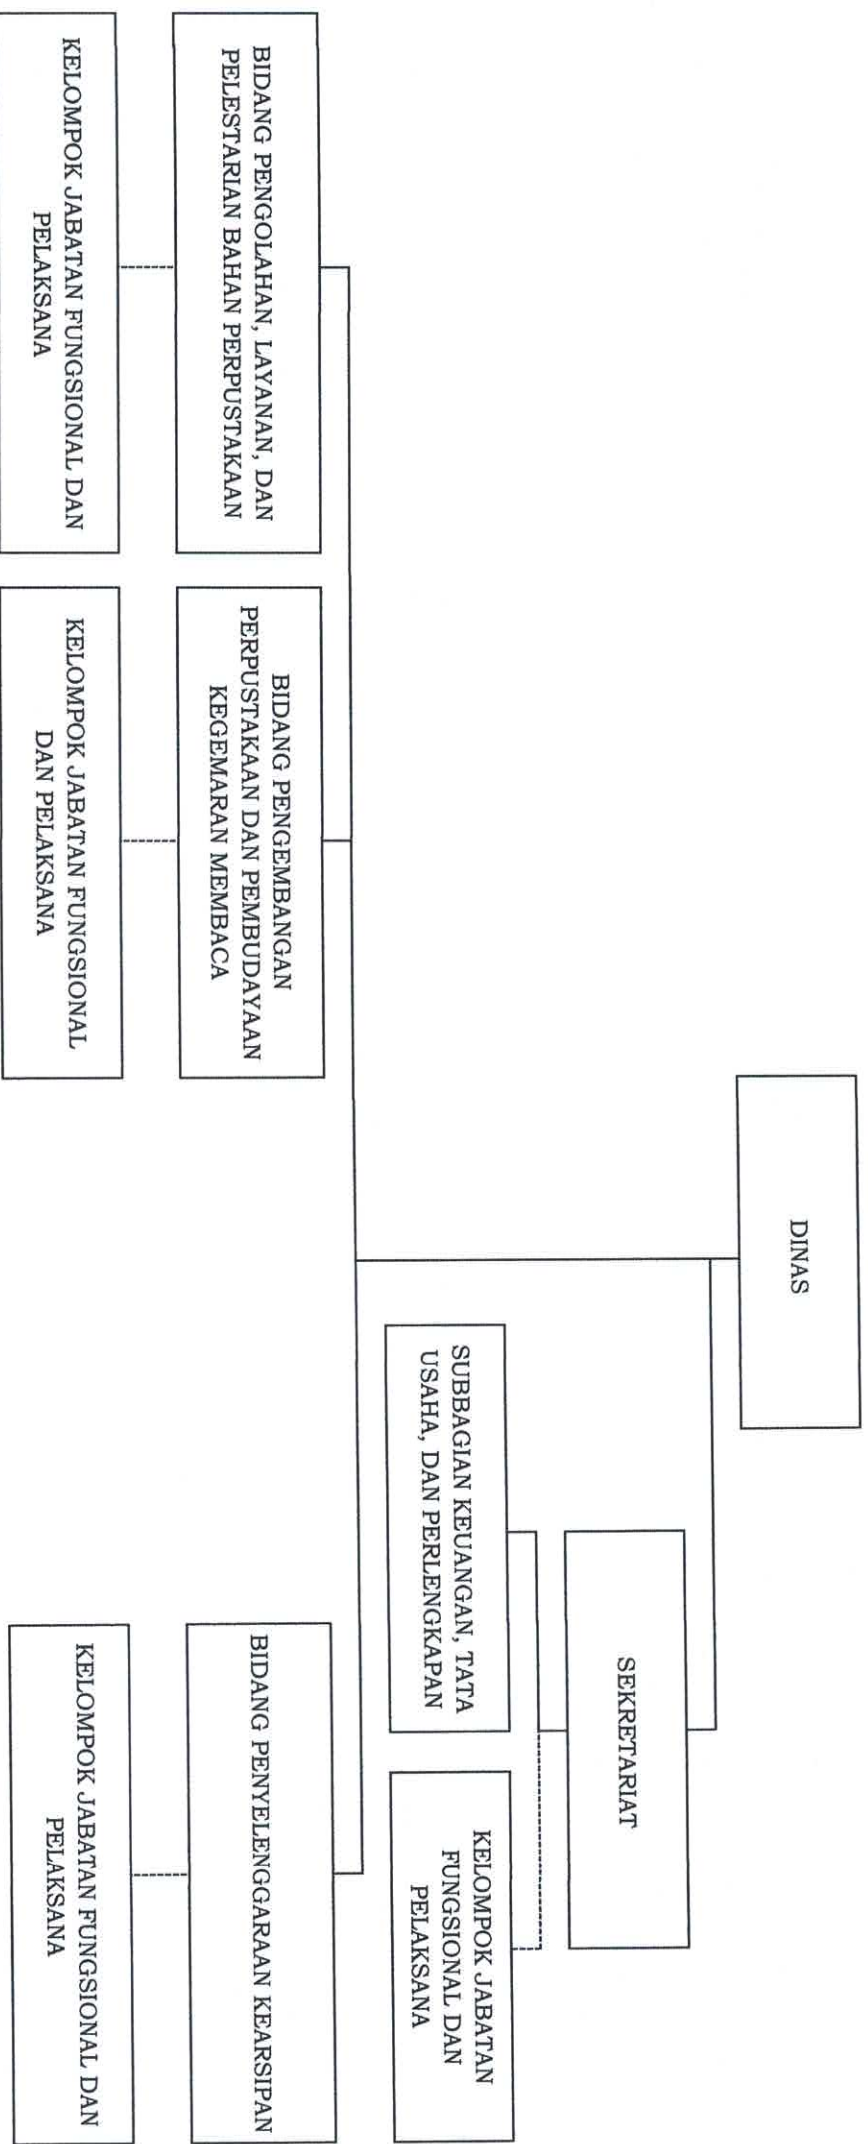 DINAS
SEKRETARIAT
SUBBAGIAN KEUANGAN, TATA
USAHA, DAN PERLENGKAPAN
KELOMPOK JABATAN
FUNGSIONAL DAN
PELAKSANA
BIDANG PENGOLAHAN, LAYANAN, DAN
PELESTARIAN BAHAN PERPUSTAKAAN
BIDANG PENGEMBANGAN
PERPUSTAKAAN DAN PEMBUDAYAAN
KEGEMARAN MEMBACA
BIDANG PENYELENGGARAAN KEARSIPAN
KELOMPOK JABATAN FUNGSIONAL DAN
PELAKSANA
KELOMPOK JABATAN FUNGSIONAL
DAN PELAKSANA
KELOMPOK JABATAN FUNGSIONAL DAN
PELAKSANA